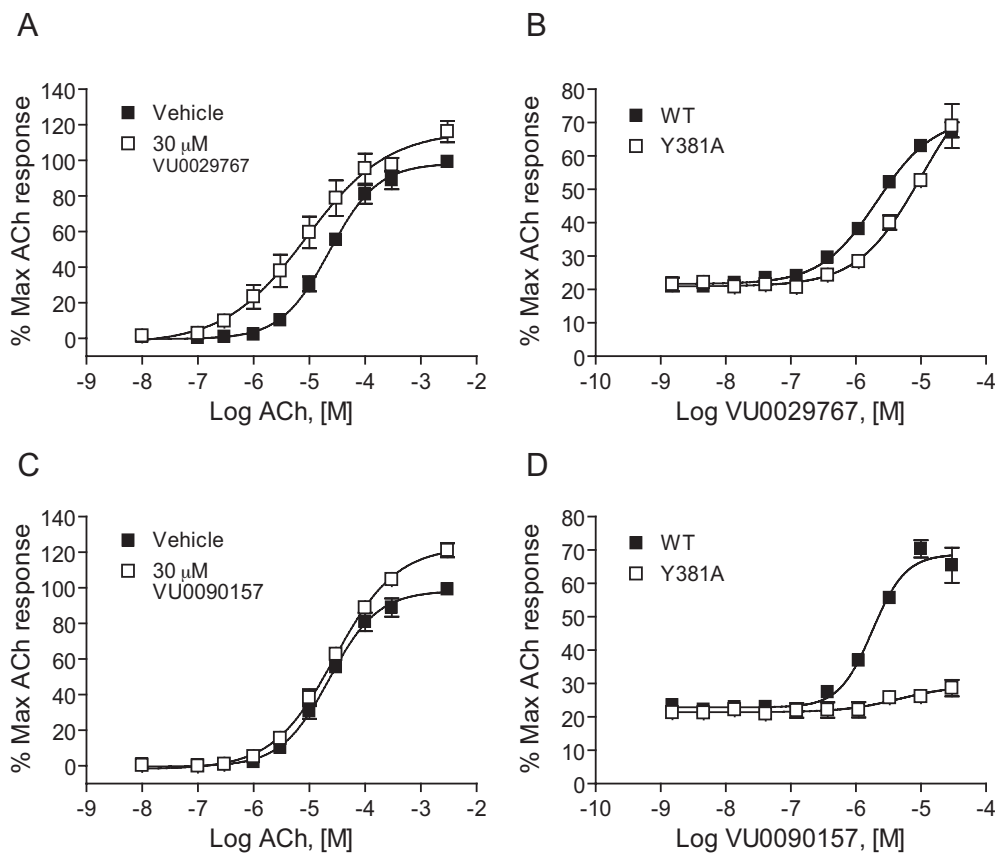 A
% Max ACh response
140
120
100
80
60
40
20
0
Vehicle
30 μM
VU0029767
-9 -8 -7 -6 -5 -4 -3 -2
Log ACh, [M]
B
% Max ACh response
80
70
60
50
40
30
20
10
0
WT
Y381A
-10 -9 -8 -7 -6 -5 -4
Log VU0029767, [M]
C
% Max ACh response
140
120
100
80
60
40
20
0
Vehicle
30 μM
VU0090157
-9 -8 -7 -6 -5 -4 -3 -2
Log ACh, [M]
D
% Max ACh response
80
70
60
50
40
30
20
10
0
WT
Y381A
-10 -9 -8 -7 -6 -5 -4
Log VU0090157, [M]